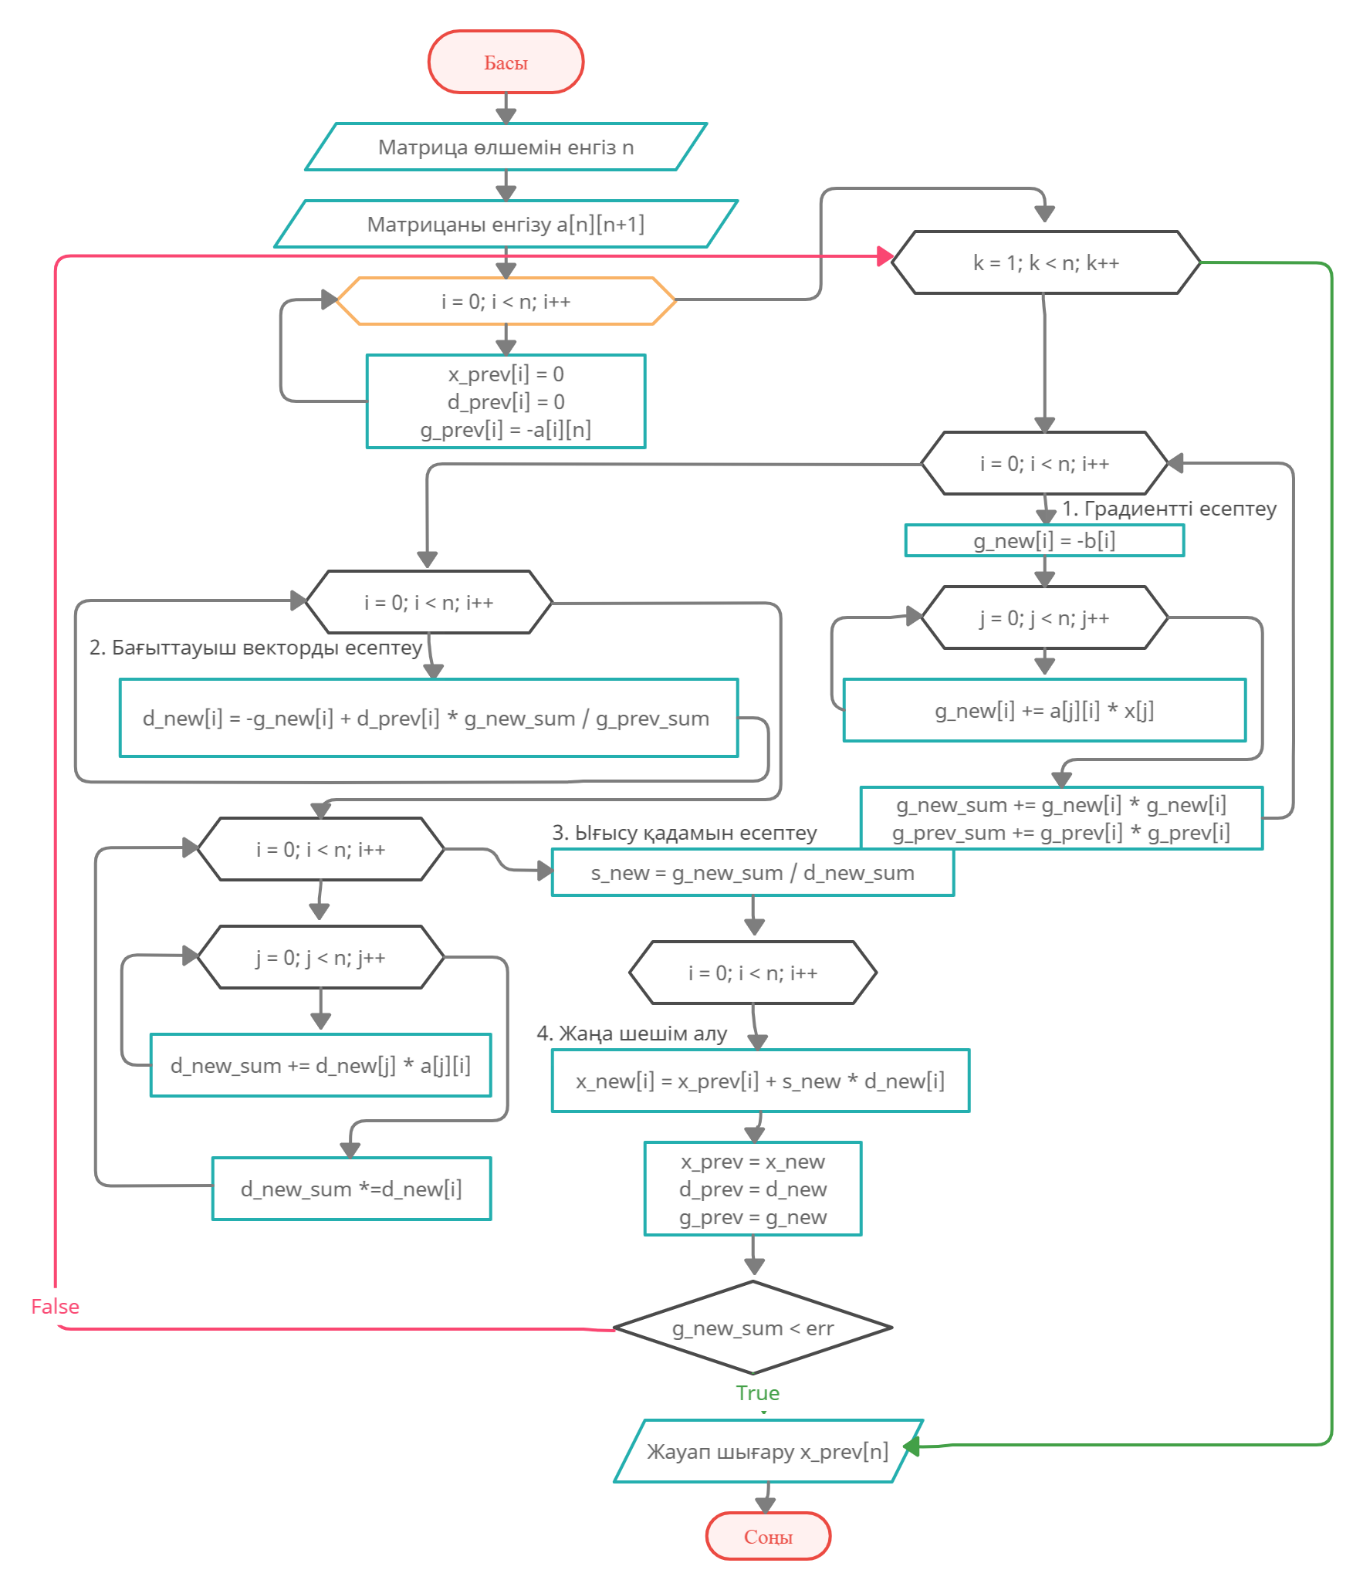 Басы
Матрица өлшемін енгіз n
Матрицаны енгізу a[n][n+1]
i = 0; i < n; i++
x_prev[i] = 0
d_prev[i] = 0
g_prev[i] = -a[i][n]
k = 1; k < n; k++
i = 0; i < n; i++
1. Градиентті есептеу
g_new[i] = -b[i]
j = 0; j < n; j++
g_new[i] += a[j][i] * x[j]
g_new_sum += g_new[i] * g_new[i]
g_prev_sum += g_prev[i] * g_prev[i]
i = 0; i < n; i++
2. Бағыттауыш векторды есептеу
d_new[i] = -g_new[i] + d_prev[i] * g_new_sum / g_prev_sum
i = 0; i < n; i++
j = 0; j < n; j++
d_new_sum += d_new[j] * a[j][i]
d_new_sum *=d_new[i]
3. Ығысу қадамын есептеу
s_new = g_new_sum / d_new_sum
i = 0; i < n; i++
4. Жаңа шешім алу
x_new[i] = x_prev[i] + s_new * d_new[i]
x_prev = x_new
d_prev = d_new
g_prev = g_new
g_new_sum < err
False
True
Жауап шығару x_prev[n]
Соңы